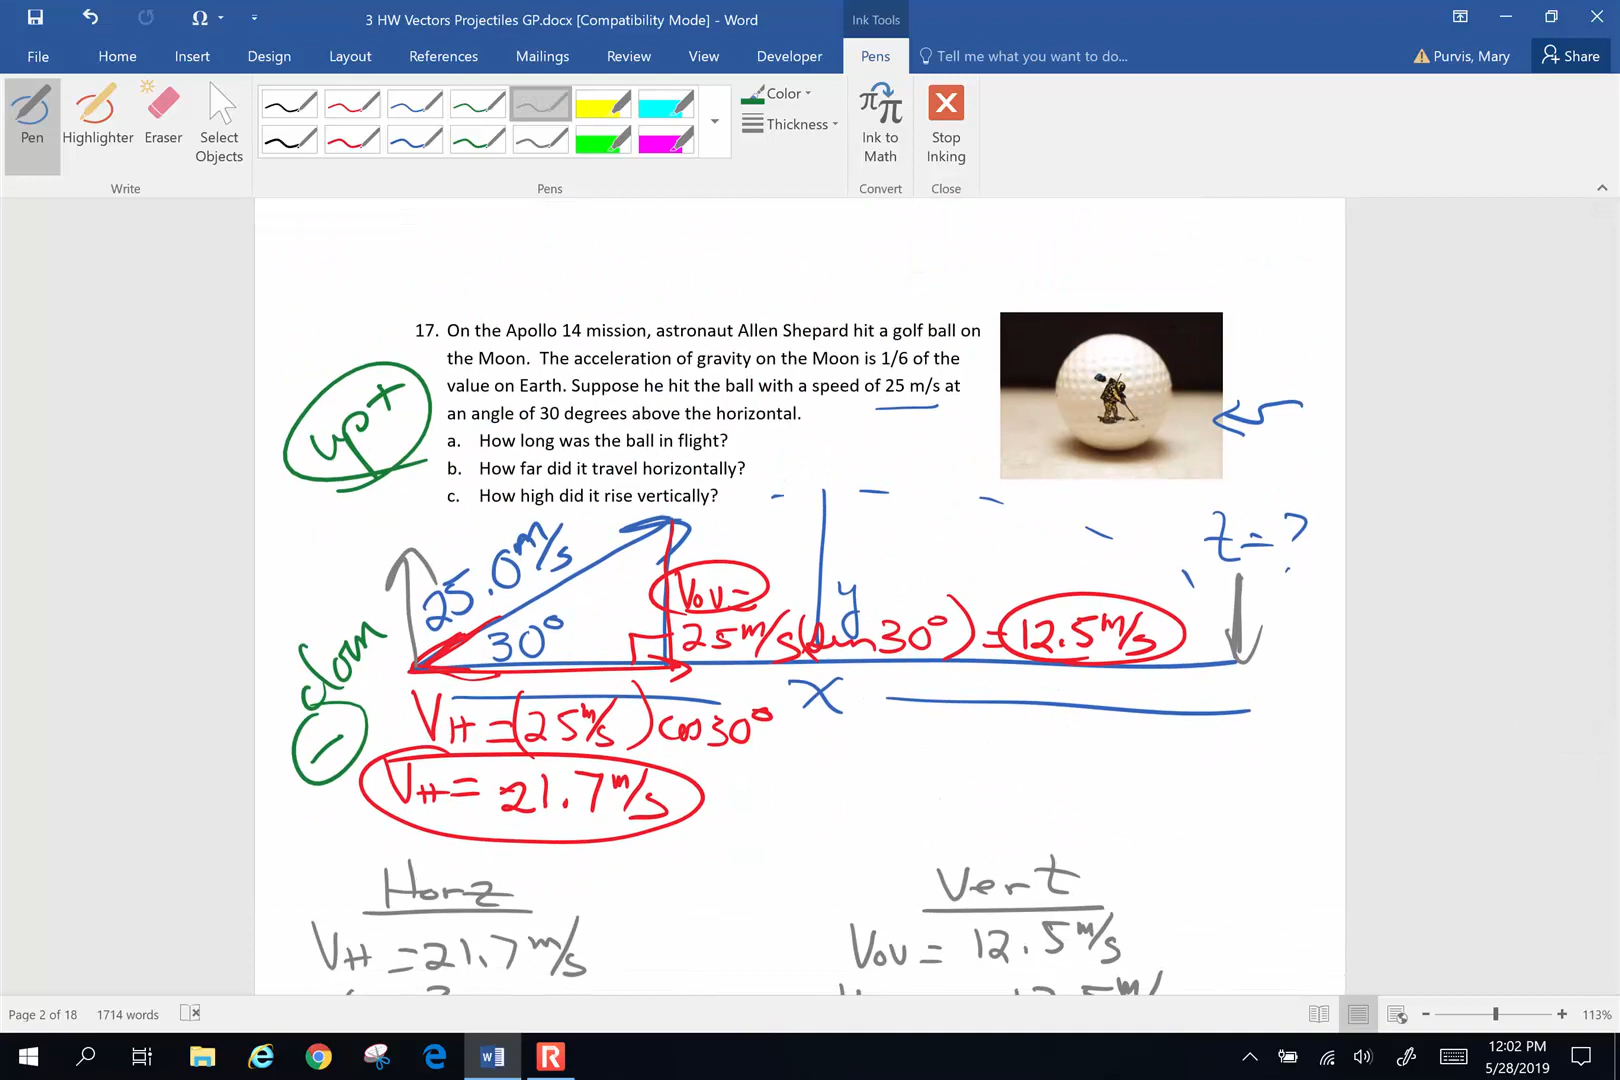 3 HW Vectors Projectiles GP.docx [Compatibility Mode] - Word
Ink Tools
File Home Insert Design Layout References Mailings Review View Developer Pens Tell me what you want to do... Purvis, Mary Share
Pen Highlighter Eraser Select Objects
Color
Thickness
Ink to Math
Stop Inking
Write Pens Convert Close
17. On the Apollo 14 mission, astronaut Allen Shepard hit a golf ball on
the Moon. The acceleration of gravity on the Moon is 1/6 of the
value on Earth. Suppose he hit the ball with a speed of 25 m/s at
an angle of 30 degrees above the horizontal.
a. How long was the ball in flight?
b. How far did it travel horizontally?
c. How high did it rise vertically?
up +
25.0 m/s
t = ?
30°
VOV =
y
25 m/s (sin 30°) = 12.5 m/s
down
−
x
VH = (25 m/s) cos 30°
VH = 21.7 m/s
Horz Vert
VH = 21.7 m/s VOV = 12.5 m/s
Page 2 of 18 1714 words 113%
12:02 PM
5/28/2019